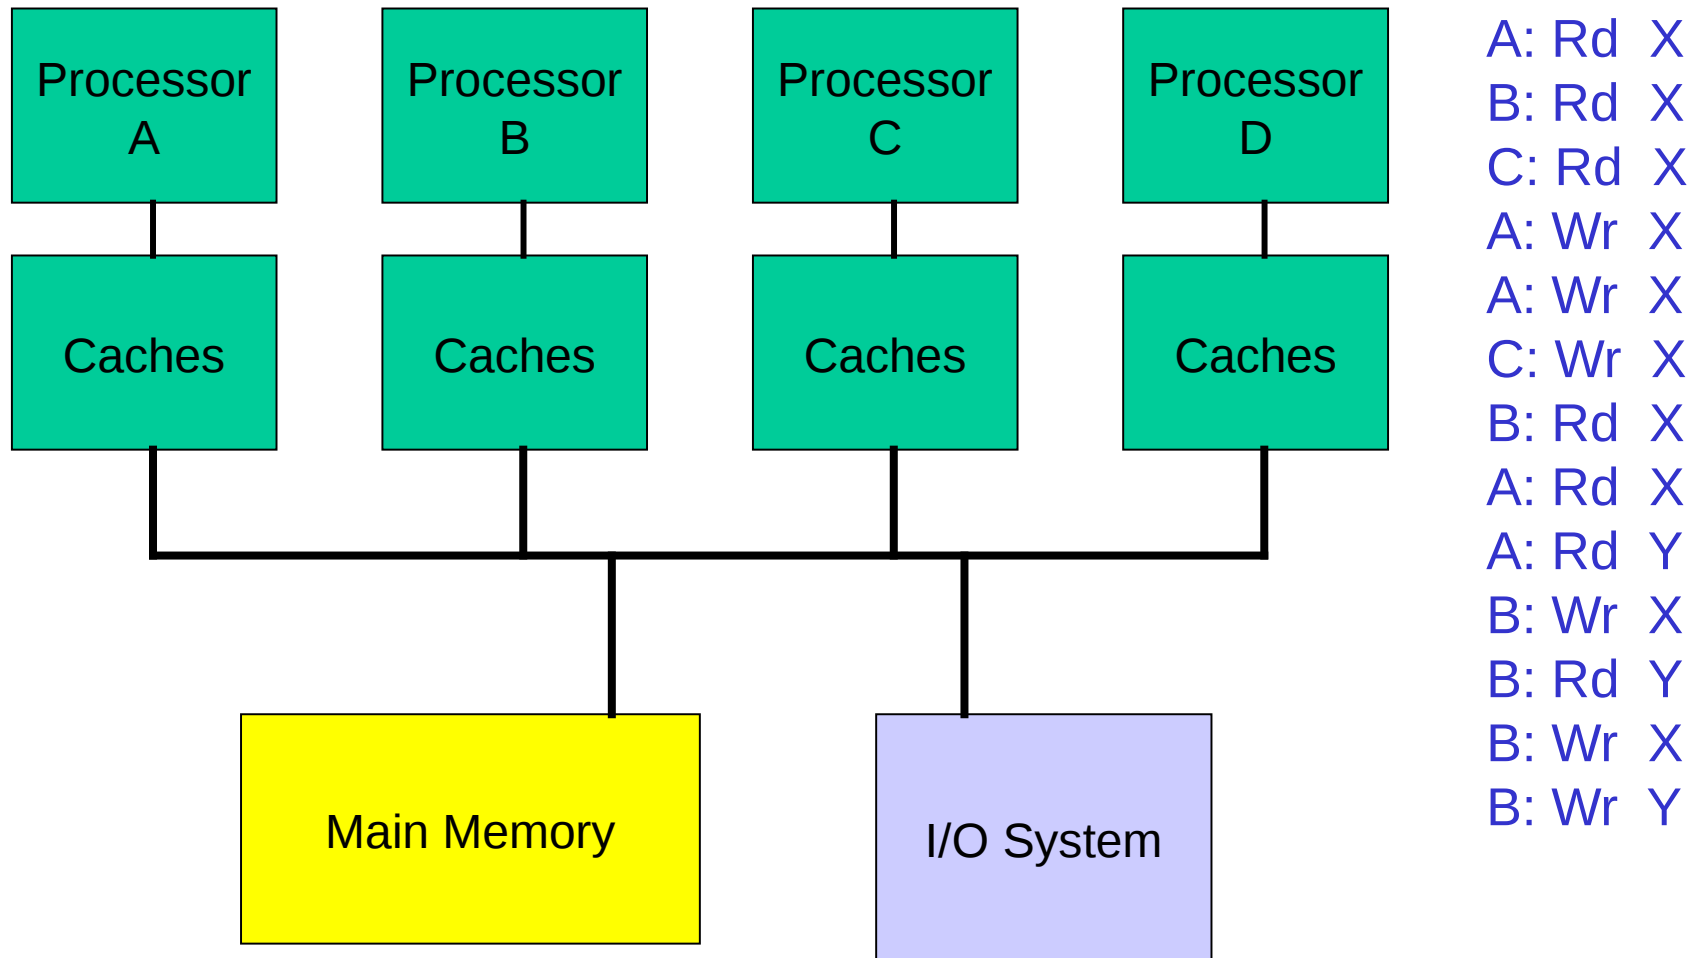 Processor
A
Processor
B
Processor
C
Processor
D
Caches
Caches
Caches
Caches
Main Memory
I/O System
A: Rd X
B: Rd X
C: Rd X
A: Wr X
A: Wr X
C: Wr X
B: Rd X
A: Rd X
A: Rd Y
B: Wr X
B: Rd Y
B: Wr X
B: Wr Y